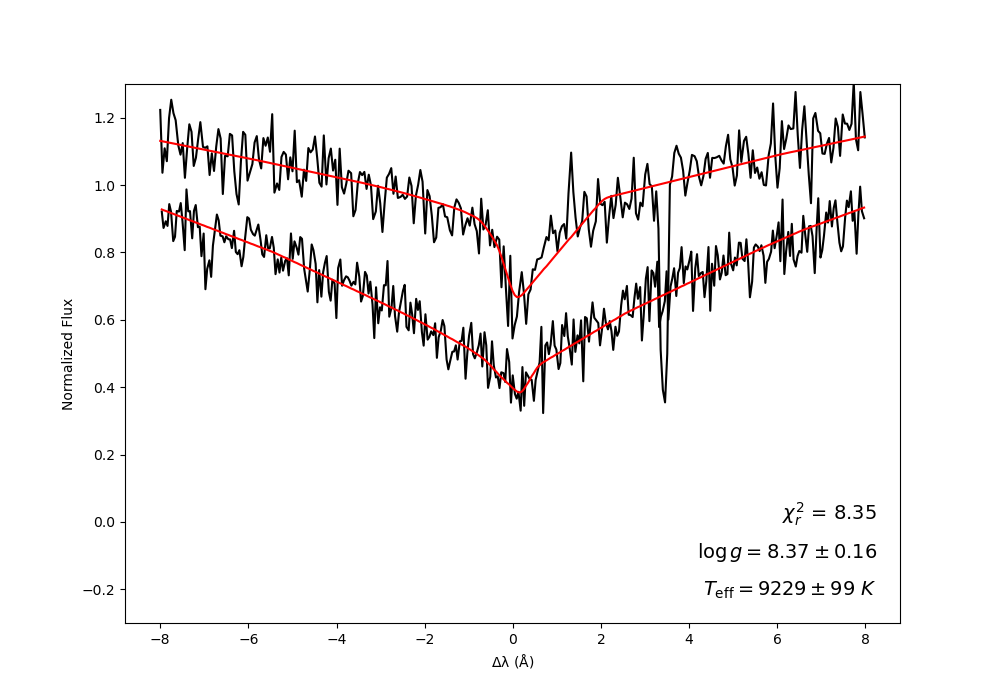 1.2
1.0
0.8
0.6
0.4
0.2
0.0
−0.2
Normalized Flux
χ²ᵣ = 8.35
log g = 8.37 ± 0.16
T_eff = 9229 ± 99 K
−8 −6 −4 −2 0 2 4 6 8
Δλ (Å)